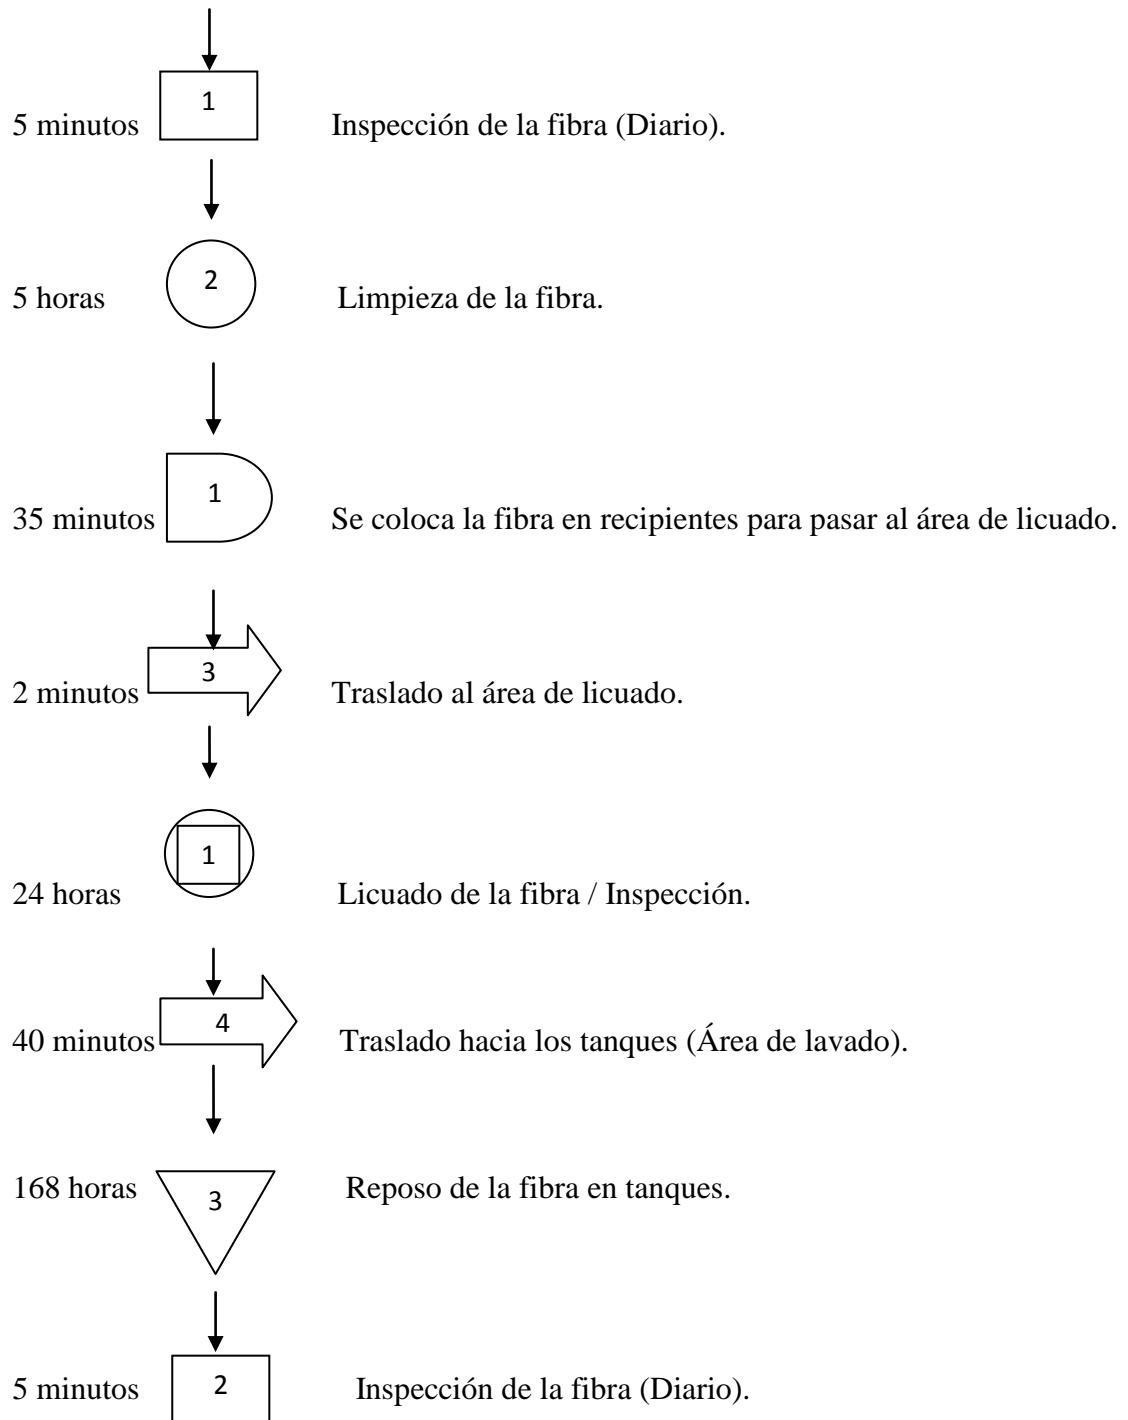 1
5 minutos Inspección de la fibra (Diario).
2
5 horas Limpieza de la fibra.
1
35 minutos Se coloca la fibra en recipientes para pasar al área de licuado.
3
2 minutos Traslado al área de licuado.
1
24 horas Licuado de la fibra / Inspección.
4
40 minutos Traslado hacia los tanques (Área de lavado).
168 horas Reposo de la fibra en tanques.
3
2
5 minutos Inspección de la fibra (Diario).